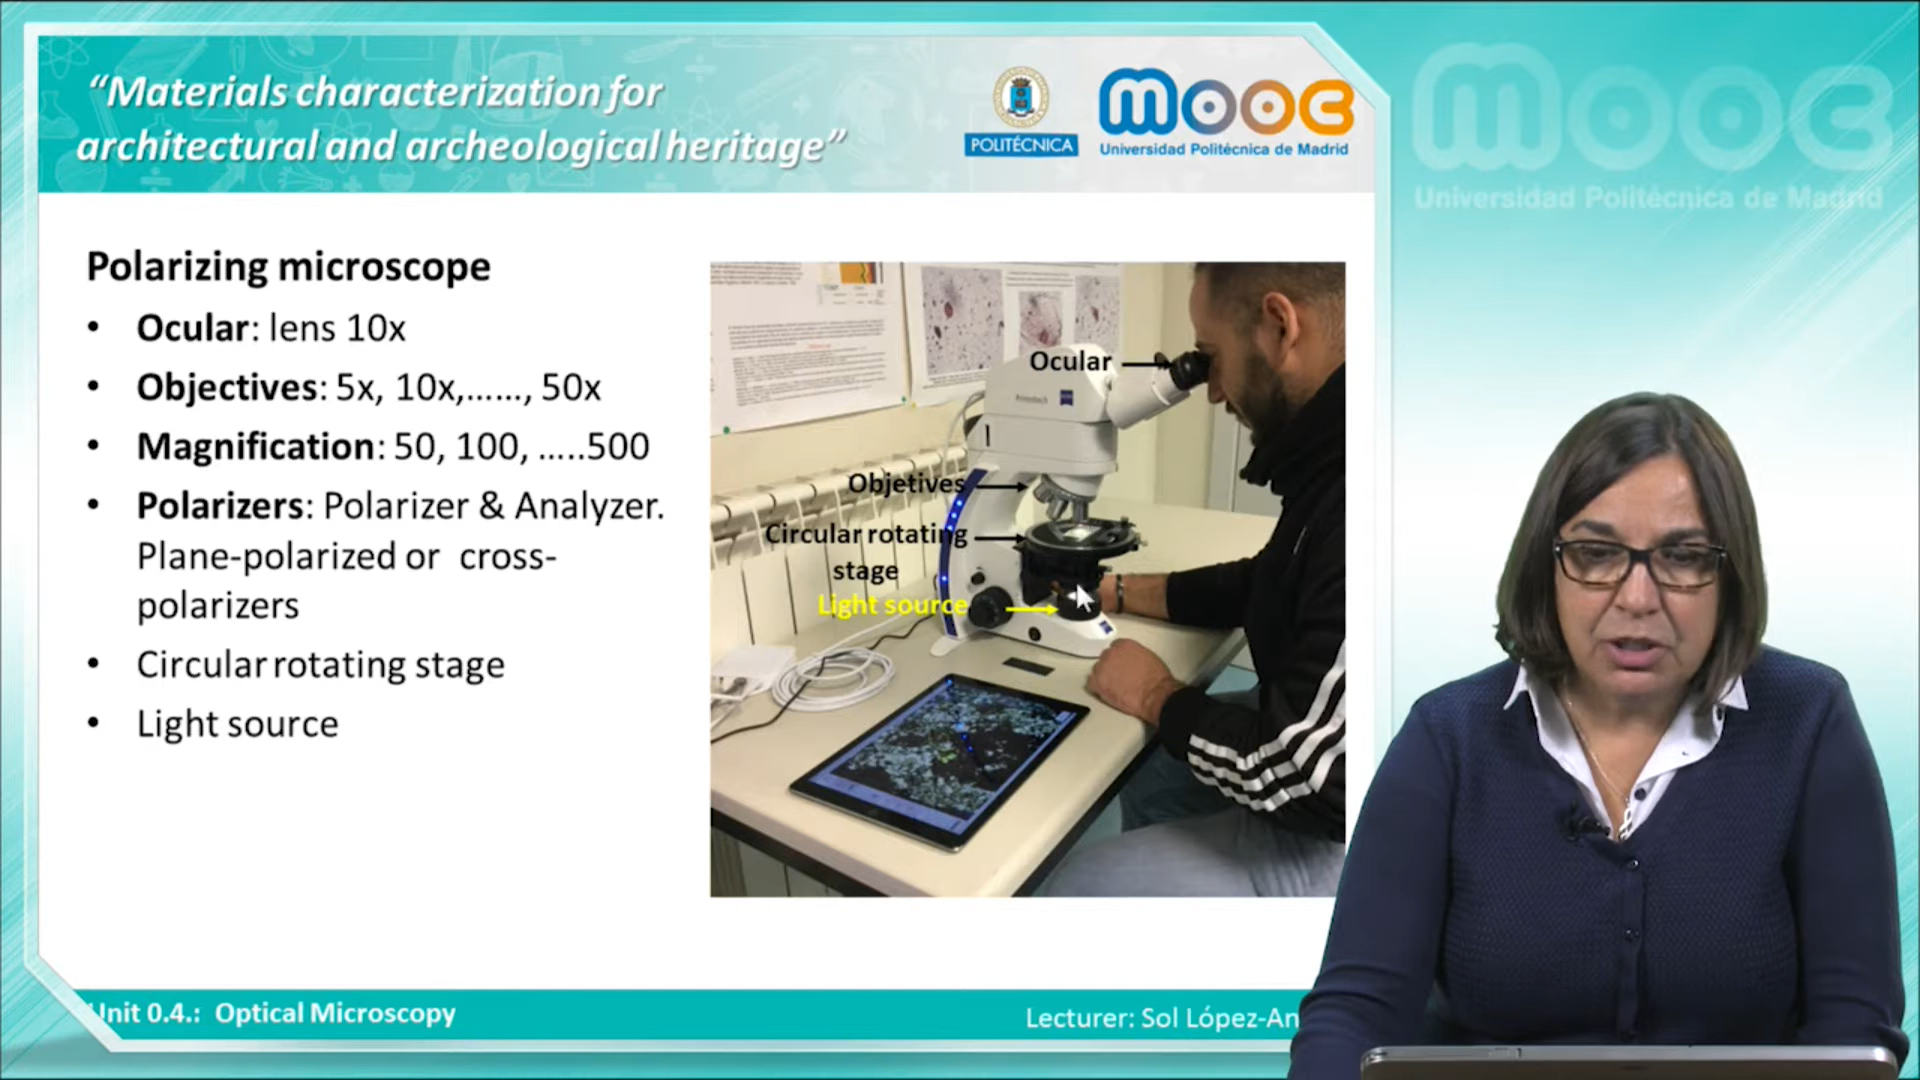 “Materials characterization for
architectural and archeological heritage”
POLITÉCNICA
mooc
Universidad Politécnica de Madrid
mooc
Universidad Politécnica de Madrid
Polarizing microscope
• Ocular: lens 10x
• Objectives: 5x, 10x,......, 50x
• Magnification: 50, 100, .....500
• Polarizers: Polarizer & Analyzer.
Plane-polarized or cross-
polarizers
• Circular rotating stage
• Light source
Ocular
Objetives
Circular rotating
stage
Light source
Unit 0.4.: Optical Microscopy
Lecturer: Sol López-An